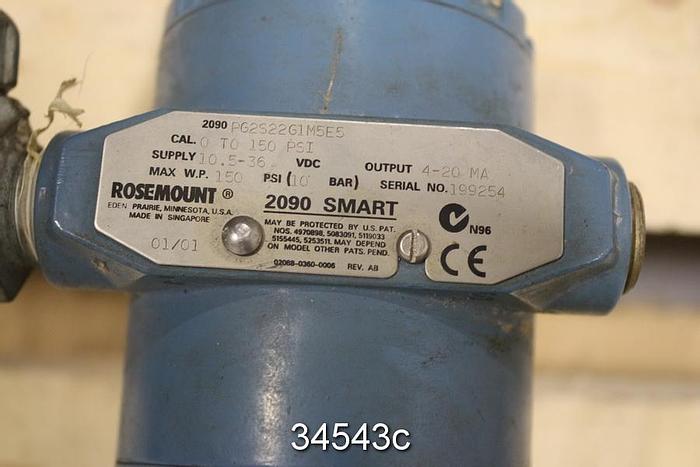 2090 PG2S22G1M5E5
CAL. 0 TO 150 PSI
SUPPLY 10.5-36 VDC OUTPUT 4-20 MA
MAX W.P. 150 PSI (10 BAR) SERIAL NO. 199254
ROSEMOUNT ® 2090 SMART
EDEN PRAIRIE, MINNESOTA, U.S.A.
MADE IN SINGAPORE
01/01
MAY BE PROTECTED BY U.S. PAT.
NOS. 4970898, 5083091, 5119033
5155445, 5253511. MAY DEPEND
ON MODEL OTHER PATS. PEND.
02088-0360-0006 REV. AB
N96
CE
34543c